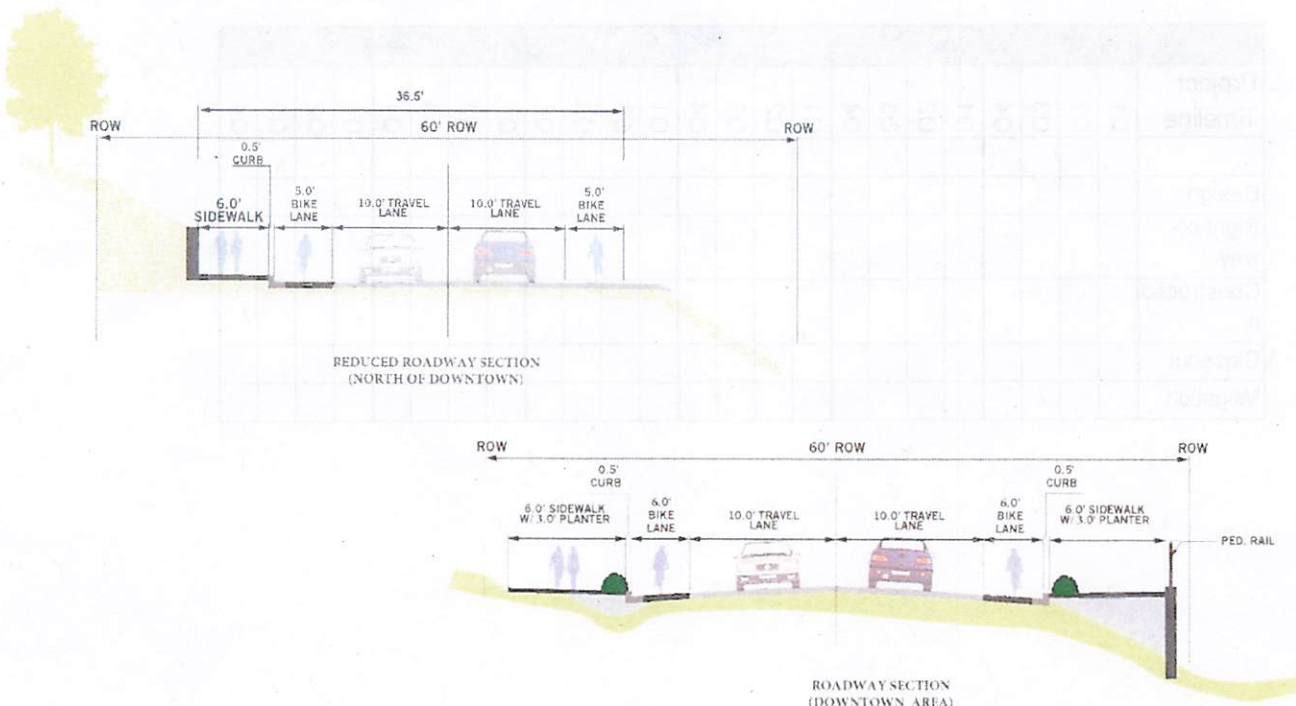 36.5'
ROW
60' ROW
ROW
0.5'
CURB
6.0'
SIDEWALK
5.0'
BIKE
LANE
10.0' TRAVEL
LANE
10.0' TRAVEL
LANE
5.0'
BIKE
LANE
REDUCED ROADWAY SECTION
(NORTH OF DOWNTOWN)
ROW
60' ROW
ROW
0.5'
CURB
0.5'
CURB
6.0' SIDEWALK
W/ 3.0' PLANTER
6.0'
BIKE
LANE
10.0' TRAVEL
LANE
10.0' TRAVEL
LANE
6.0'
BIKE
LANE
6.0' SIDEWALK
W/ 3.0' PLANTER
PED. RAIL
ROADWAY SECTION
(DOWNTOWN AREA)
Project
Timeline
Design
Right of
way
Closeout